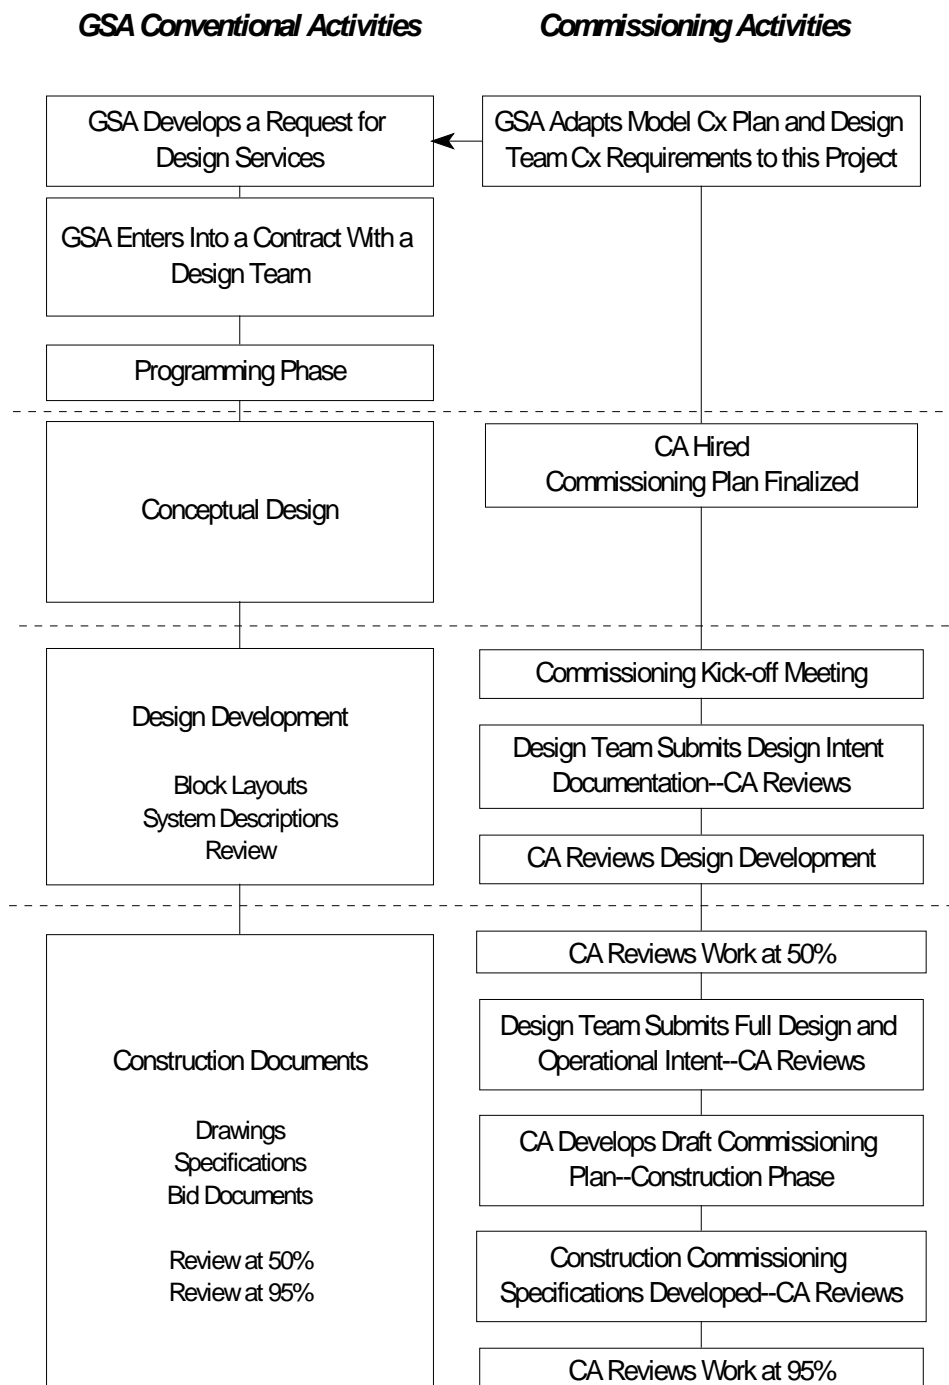 GSA Conventional Activities
Commissioning Activities
GSA Develops a Request for
Design Services
GSA Adapts Model Cx Plan and Design
Team Cx Requirements to this Project
GSA Enters Into a Contract With a
Design Team
Programming Phase
Conceptual Design
CA Hired
Commissioning Plan Finalized
Design Development
Block Layouts
System Descriptions
Review
Commissioning Kick-off Meeting
Design Team Submits Design Intent
Documentation--CA Reviews
CA Reviews Design Development
Construction Documents
Drawings
Specifications
Bid Documents
Review at 50%
Review at 95%
CA Reviews Work at 50%
Design Team Submits Full Design and
Operational Intent--CA Reviews
CA Develops Draft Commissioning
Plan--Construction Phase
Construction Commissioning
Specifications Developed--CA Reviews
CA Reviews Work at 95%